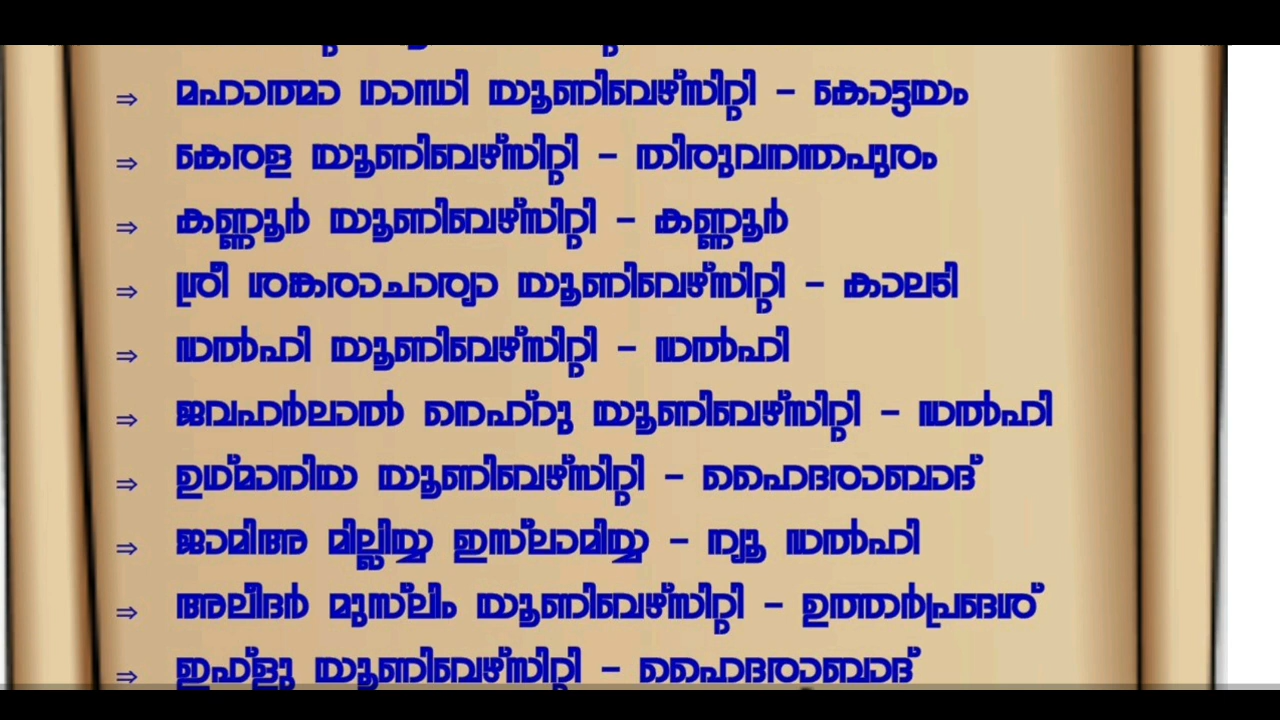 ⇒ മഹാത്മാ ഗാന്ധി യൂണിവേഴ്സിറ്റി - കോട്ടയം
⇒ കേരള യൂണിവേഴ്സിറ്റി - തിരുവനന്തപുരം
⇒ കണ്ണൂർ യൂണിവേഴ്സിറ്റി - കണ്ണൂർ
⇒ ശ്രീ ശങ്കരാചാര്യാ യൂണിവേഴ്സിറ്റി - കാലടി
⇒ ഡൽഹി യൂണിവേഴ്സിറ്റി - ഡൽഹി
⇒ ജവഹർലാൽ നെഹ്റു യൂണിവേഴ്സിറ്റി - ഡൽഹി
⇒ ഉഥ്മാനിയ യൂണിവേഴ്സിറ്റി - ഹൈദരാബാദ്
⇒ ജാമിഅ മില്ലിയ്യ ഇസ്‌ലാമിയ്യ - ന്യൂ ഡൽഹി
⇒ അലീഗർ മുസ്‌ലിം യൂണിവേഴ്സിറ്റി - ഉത്തർപ്രദേശ്
⇒ ഇഫ്ളു യൂണിവേഴ്സിറ്റി - ഹൈദരാബാദ്